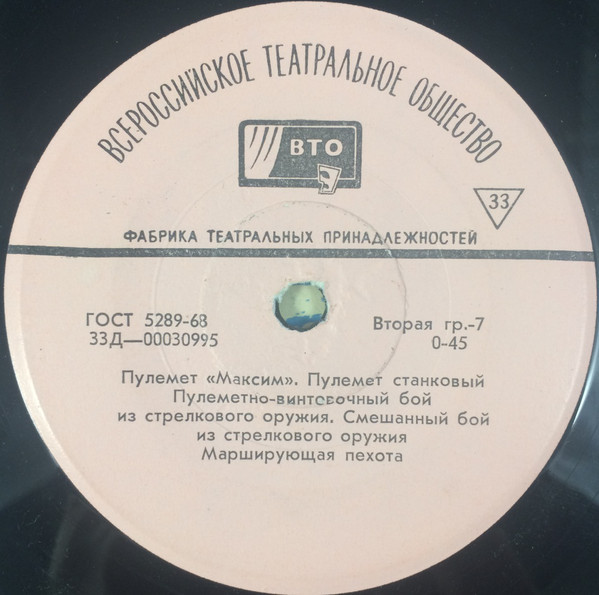 ВСЕРОССИЙСКОЕ ТЕАТРАЛЬНОЕ ОБЩЕСТВО
ВТО
33
ФАБРИКА ТЕАТРАЛЬНЫХ ПРИНАДЛЕЖНОСТЕЙ
ГОСТ 5289-68
33Д—00030995
Вторая гр.-7
0-45
Пулемет «Максим». Пулемет станковый
Пулеметно-винтовочный бой
из стрелкового оружия. Смешанный бой
из стрелкового оружия
Марширующая пехота